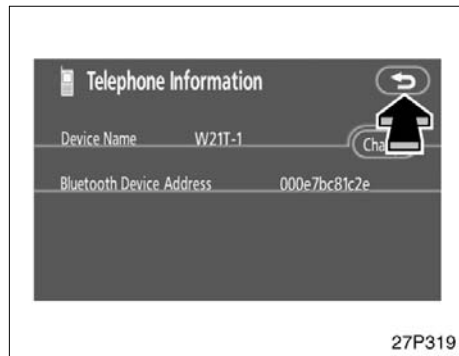 Telephone Information
Device Name W21T-1
Bluetooth Device Address 000e7bc81c2e
27P319